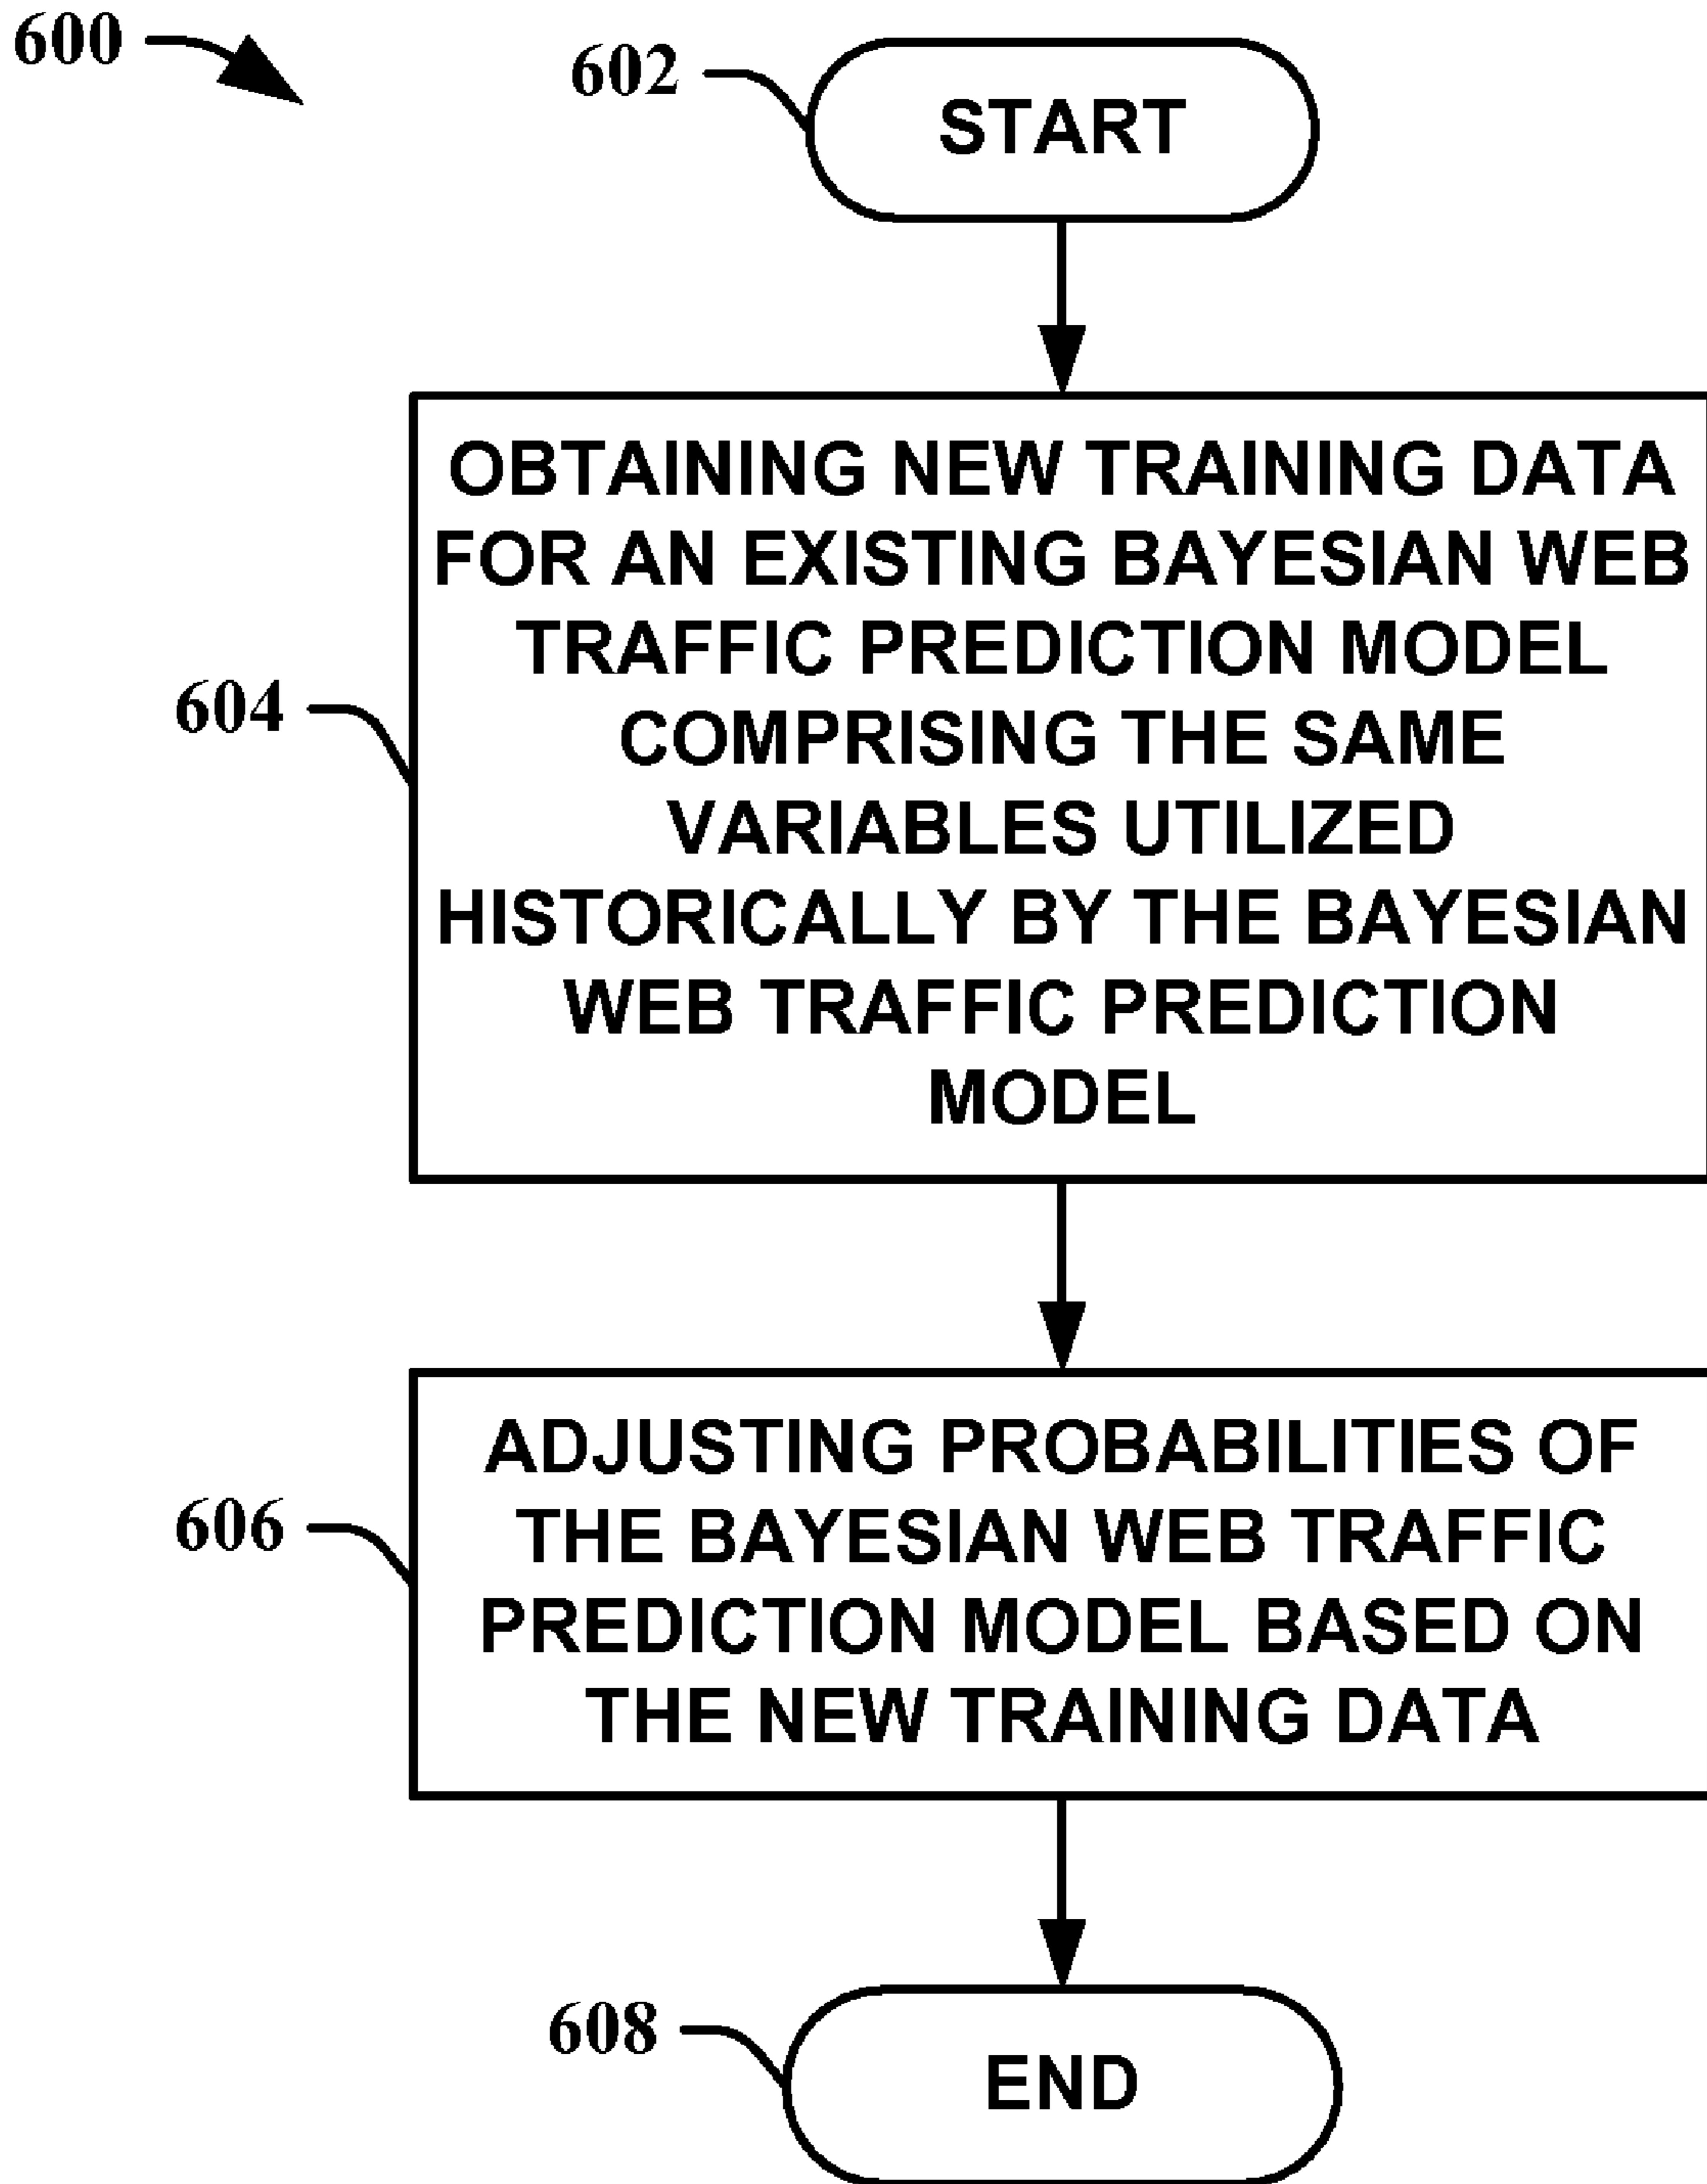 600
602
START
604
OBTAINING NEW TRAINING DATA
FOR AN EXISTING BAYESIAN WEB
TRAFFIC PREDICTION MODEL
COMPRISING THE SAME
VARIABLES UTILIZED
HISTORICALLY BY THE BAYESIAN
WEB TRAFFIC PREDICTION
MODEL
606
ADJUSTING PROBABILITIES OF
THE BAYESIAN WEB TRAFFIC
PREDICTION MODEL BASED ON
THE NEW TRAINING DATA
608
END